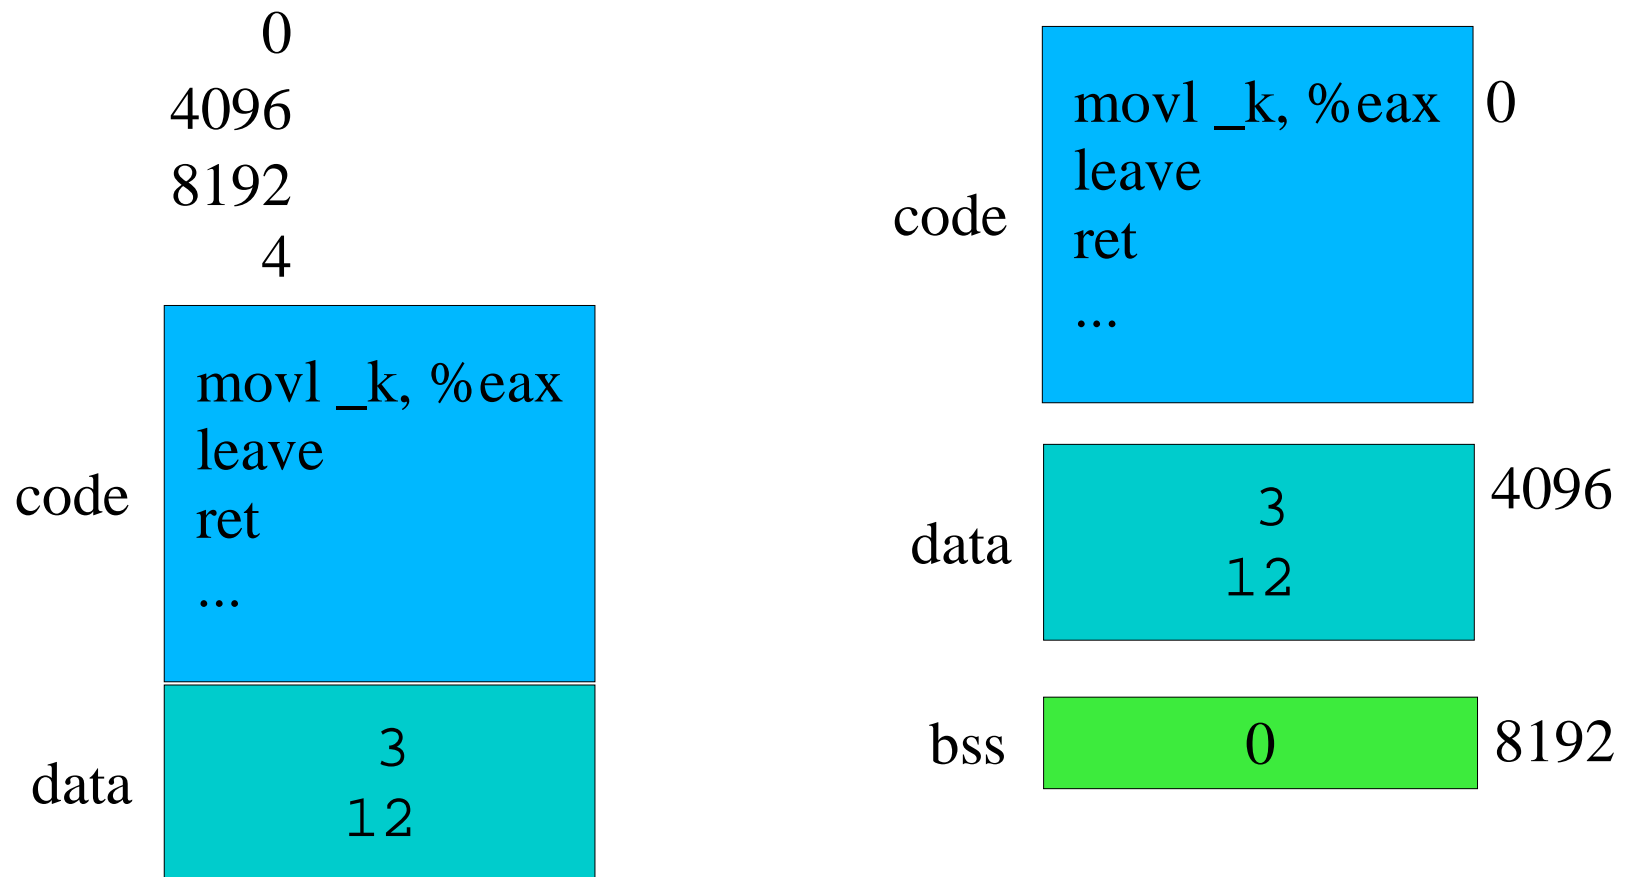 0
4096
8192
4
code
movl _k, %eax
leave
ret
...
data
3
12
code
movl _k, %eax
leave
ret
...
0
data
3
12
4096
bss
0
8192